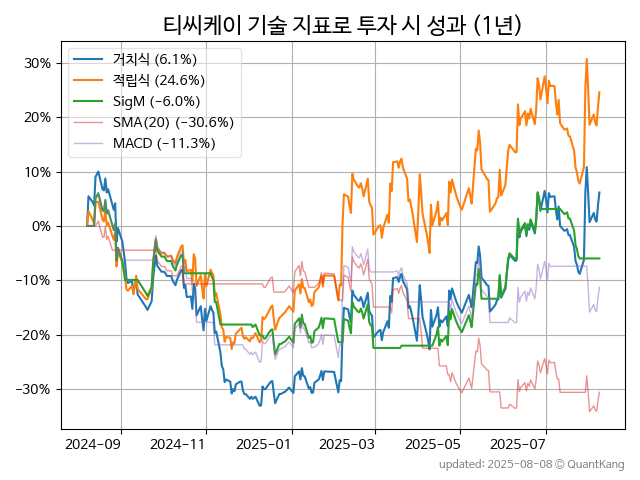 티씨케이 기술 지표로 투자 시 성과 (1년)
거치식 (6.1%)
적립식 (24.6%)
SigM (−6.0%)
SMA(20) (−30.6%)
MACD (−11.3%)
30%
20%
10%
0%
−10%
−20%
−30%
2024-09 2024-11 2025-01 2025-03 2025-05 2025-07
updated: 2025-08-08 © QuantKang